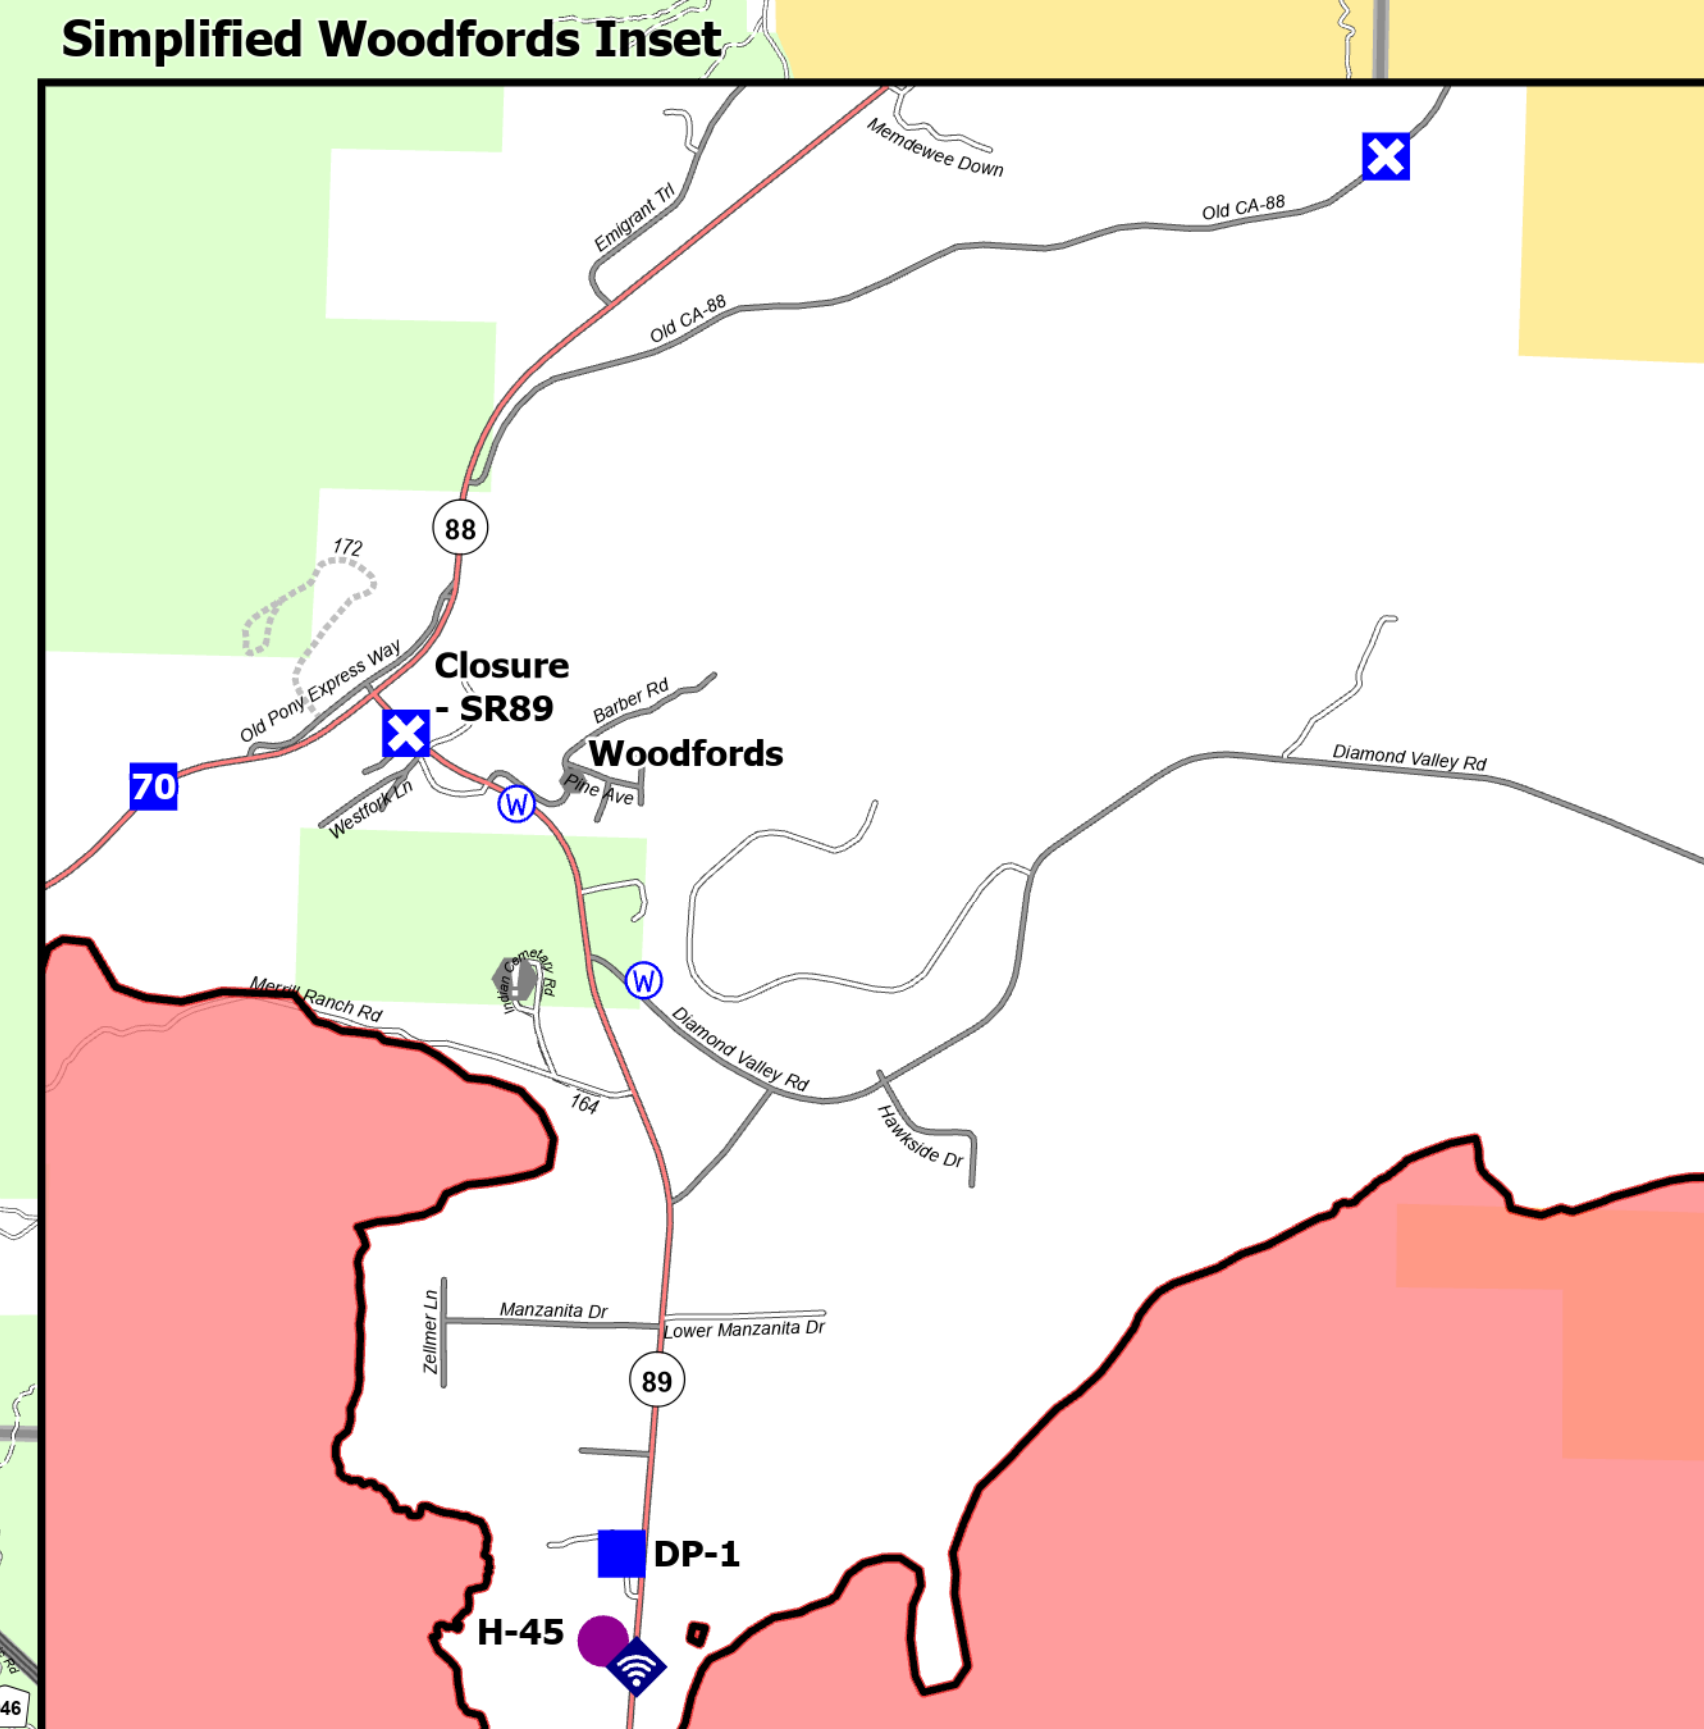 Simplified Woodfords Inset
Memdewee Down
Emigrant Trl
Old CA-88
Old CA-88
88
172
Old Pony Express Way
Closure
- SR89
Barber Rd
Woodfords
70
Pine Ave
Westfork Ln
W
Diamond Valley Rd
Indian Cemetary Rd
W
Merrill Ranch Rd
Diamond Valley Rd
164
Hawkside Dr
Zellmer Ln
Manzanita Dr
Lower Manzanita Dr
89
DP-1
H-45
Rd
46